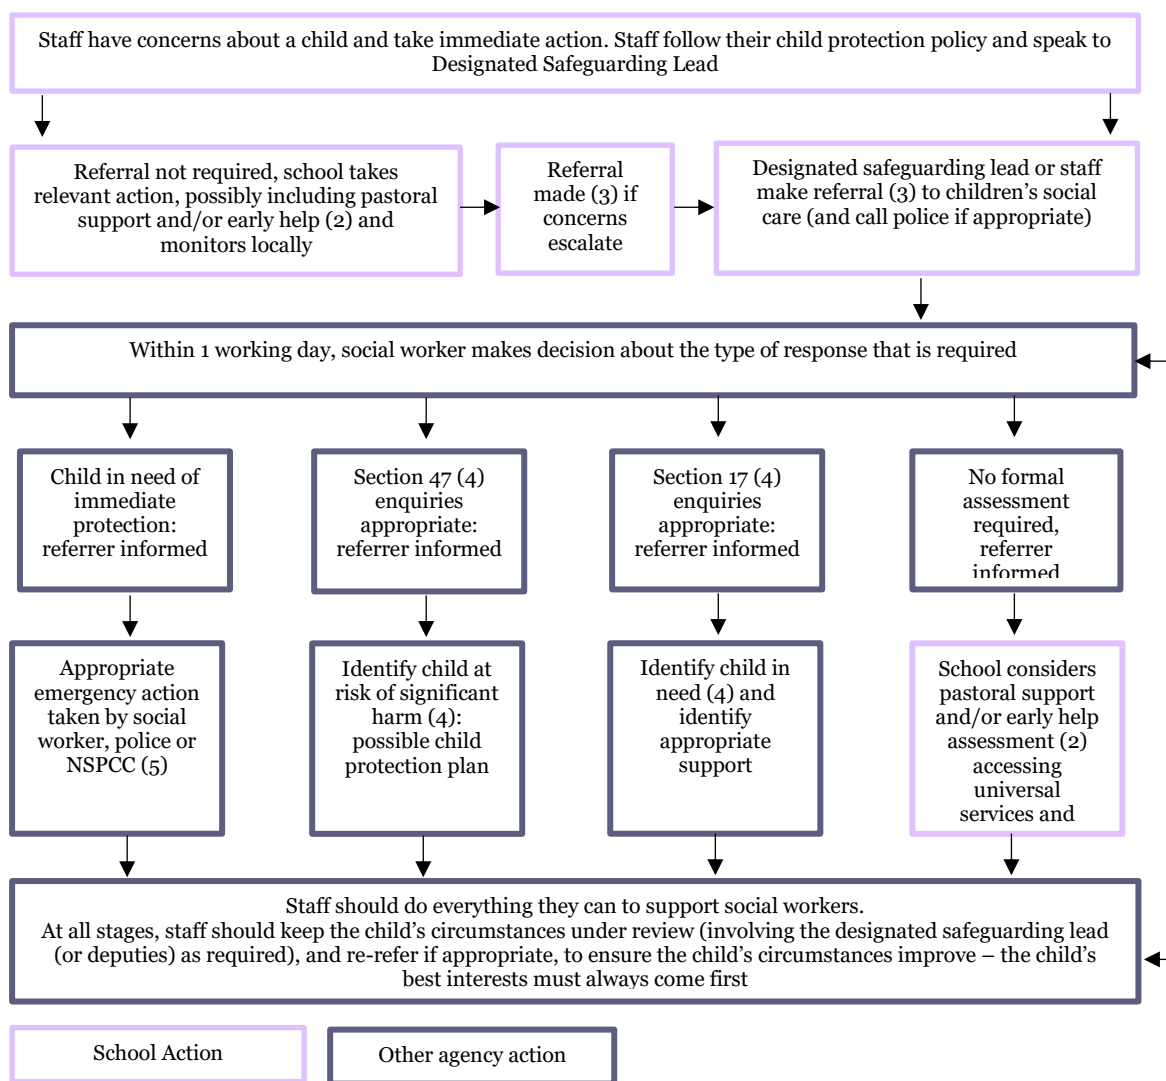 Staff have concerns about a child and take immediate action. Staff follow their child protection policy and speak to
Designated Safeguarding Lead
Referral not required, school takes
relevant action, possibly including pastoral
support and/or early help (2) and
monitors locally
Referral
made (3) if
concerns
escalate
Designated safeguarding lead or staff
make referral (3) to children’s social
care (and call police if appropriate)
Within 1 working day, social worker makes decision about the type of response that is required
Child in need of
immediate
protection:
referrer informed
Section 47 (4)
enquiries
appropriate:
referrer informed
Section 17 (4)
enquiries
appropriate:
referrer informed
No formal
assessment
required,
referrer
informed
Appropriate
emergency action
taken by social
worker, police or
NSPCC (5)
Identify child at
risk of significant
harm (4):
possible child
protection plan
Identify child in
need (4) and
identify
appropriate
support
School considers
pastoral support
and/or early help
assessment (2)
accessing
universal
services and
Staff should do everything they can to support social workers.
At all stages, staff should keep the child’s circumstances under review (involving the designated safeguarding lead
(or deputies) as required), and re-refer if appropriate, to ensure the child’s circumstances improve – the child’s
best interests must always come first
School Action
Other agency action